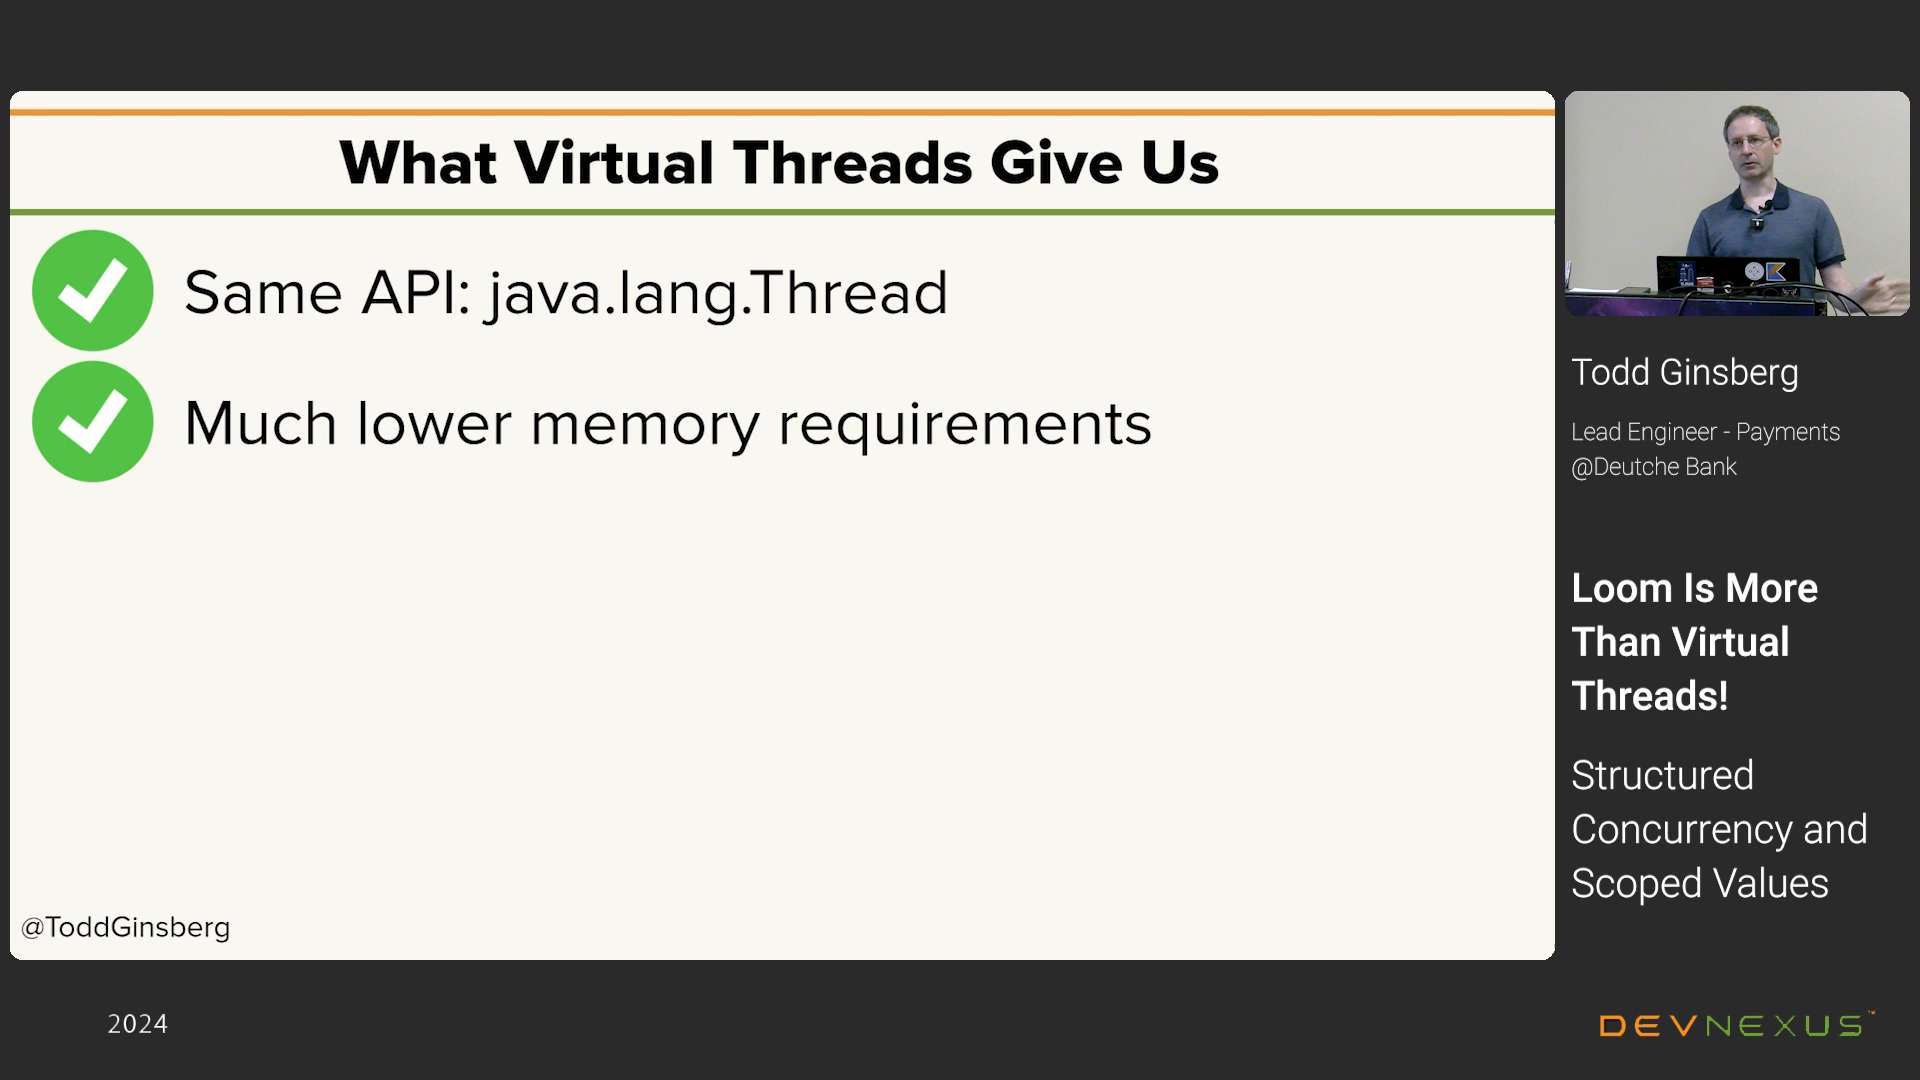 What Virtual Threads Give Us
Same API: java.lang.Thread
Much lower memory requirements
@ToddGinsberg
Todd Ginsberg
Lead Engineer - Payments
@Deutche Bank
Loom Is More
Than Virtual
Threads!
Structured
Concurrency and
Scoped Values
2024
DEVNEXUS™